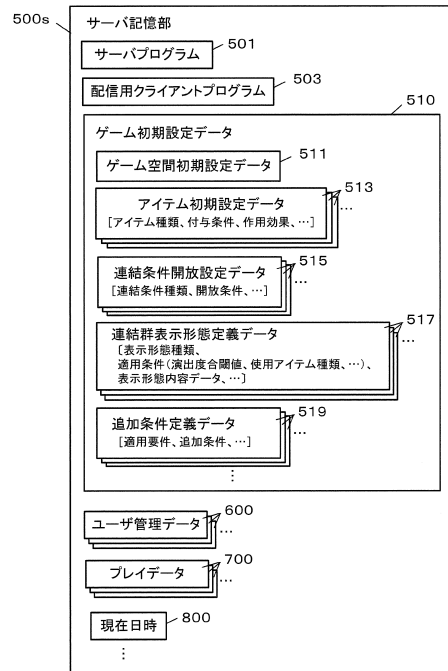 500s
サーバ記憶部
サーバプログラム
501
配信用クライアントプログラム
503
510
ゲーム初期設定データ
ゲーム空間初期設定データ
511
アイテム初期設定データ
[アイテム種類、付与条件、作用効果、…]
513
…
連結条件開放設定データ
[連結条件種類、開放条件、…]
515
…
連結群表示形態定義データ
[表示形態種類、
適用条件(演出度合閾値、使用アイテム種類、…)、
表示形態内容データ、…]
517
…
追加条件定義データ
[適用要件、追加条件、…]
519
…
⋮
ユーザ管理データ
600
…
プレイデータ
700
…
現在日時
800
⋮